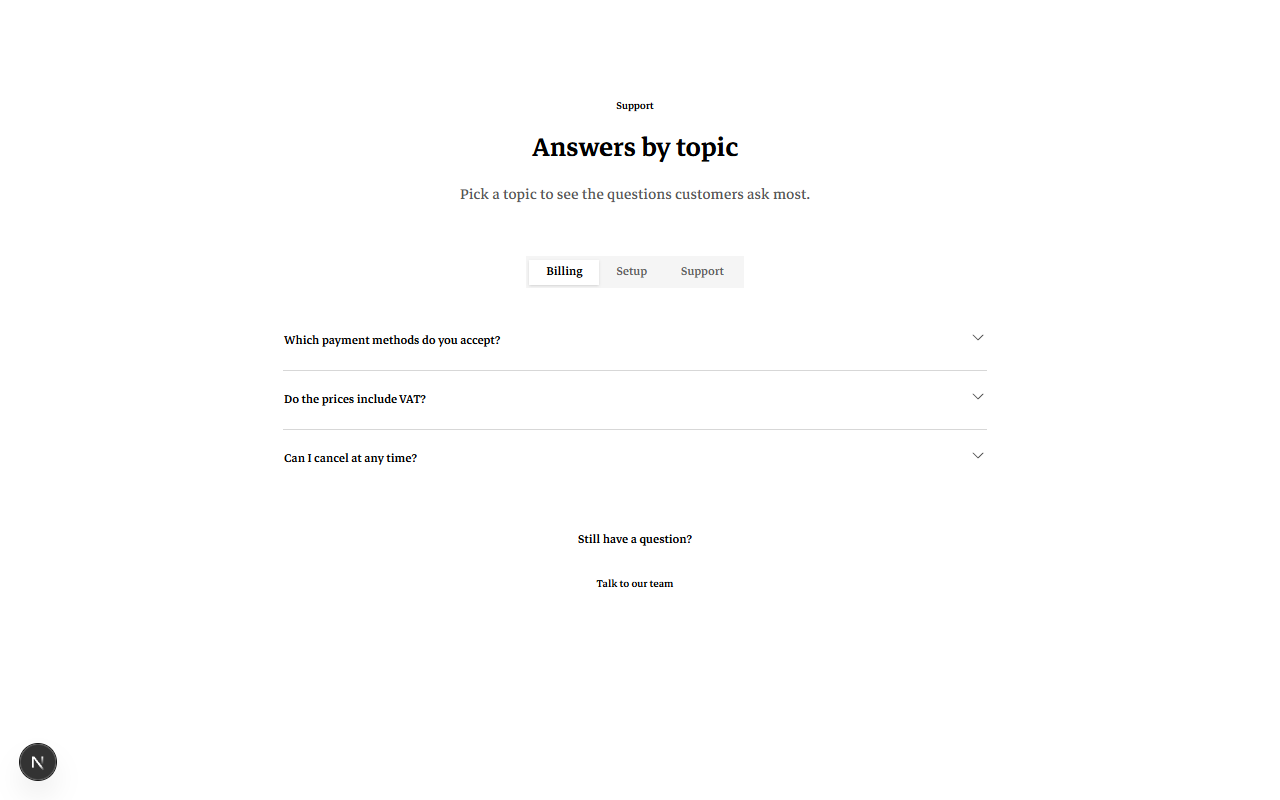 Support
Answers by topic
Pick a topic to see the questions customers ask most.
Billing Setup Support
Which payment methods do you accept?
Do the prices include VAT?
Can I cancel at any time?
Still have a question?
Talk to our team
N